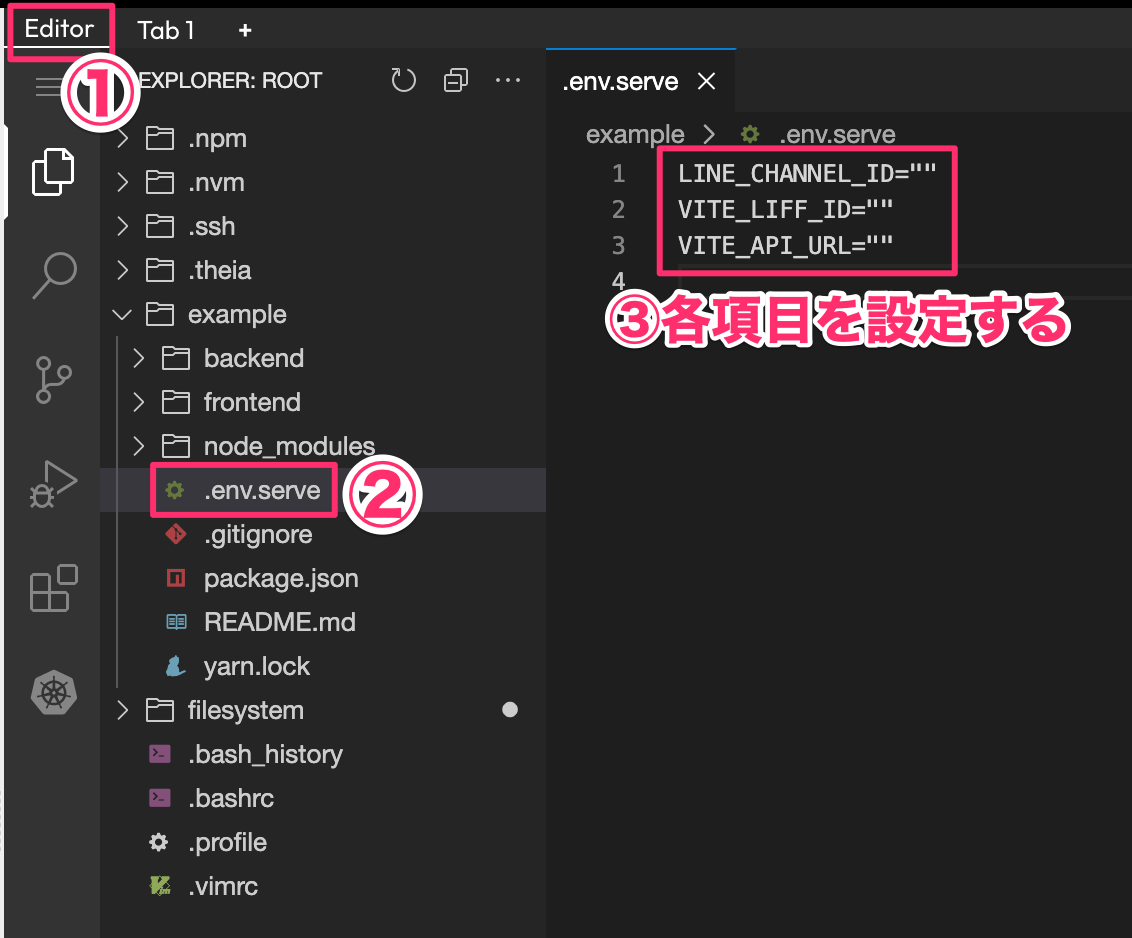 Editor Tab 1 +
①
EXPLORER: ROOT
.npm
.nvm
.ssh
.theia
example
backend
frontend
node_modules
.env.serve
②
.gitignore
package.json
README.md
yarn.lock
filesystem
.bash_history
.bashrc
.profile
.vimrc
.env.serve
example > .env.serve
1 LINE_CHANNEL_ID=""
2 VITE_LIFF_ID=""
3 VITE_API_URL=""
4
③各項目を設定する